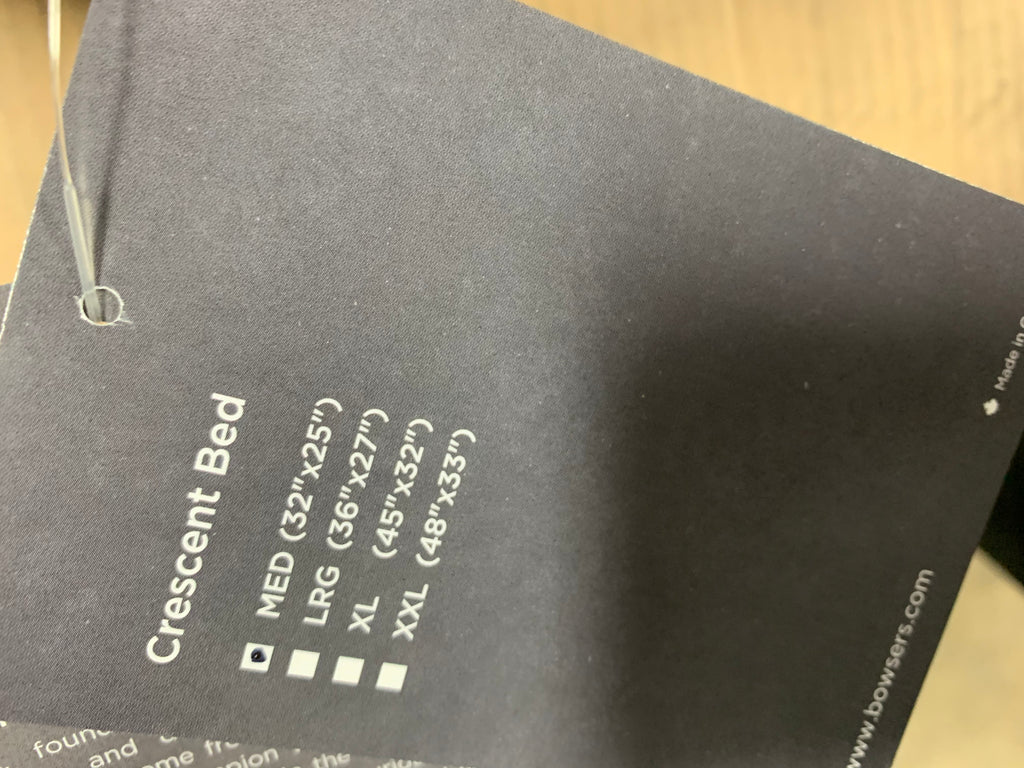 Crescent Bed
MED (32"x25")
LRG (36"x27")
XL (45"x32")
XXL (48"x33")
www.bowsers.com
Made in
and
the